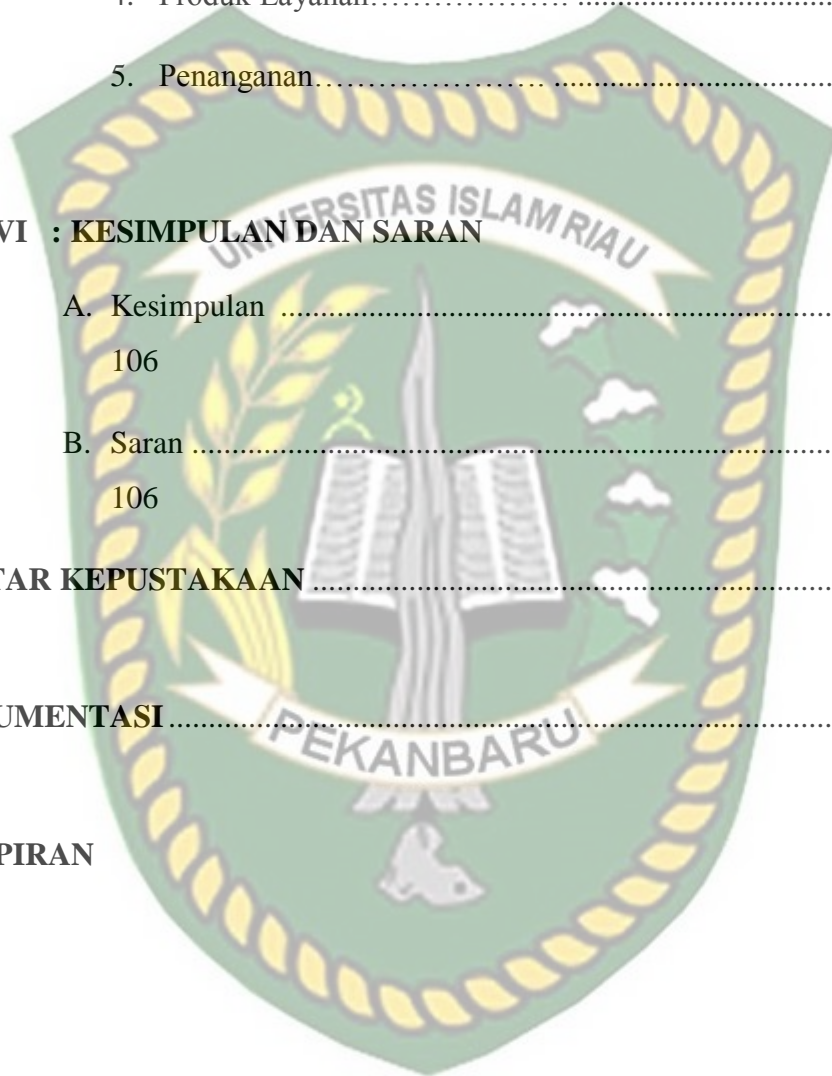 4. Produk Layanan………………… ................................
5. Penanganan………………… ...................................
UNIVERSITAS ISLAM RIAU
VI : KESIMPULAN DAN SARAN
A. Kesimpulan ....................................................................
106
B. Saran ..............................................................................
106
TAR KEPUSTAKAAN ................................................................
UMENTASI ..................................................................................
PEKANBARU
PIRAN